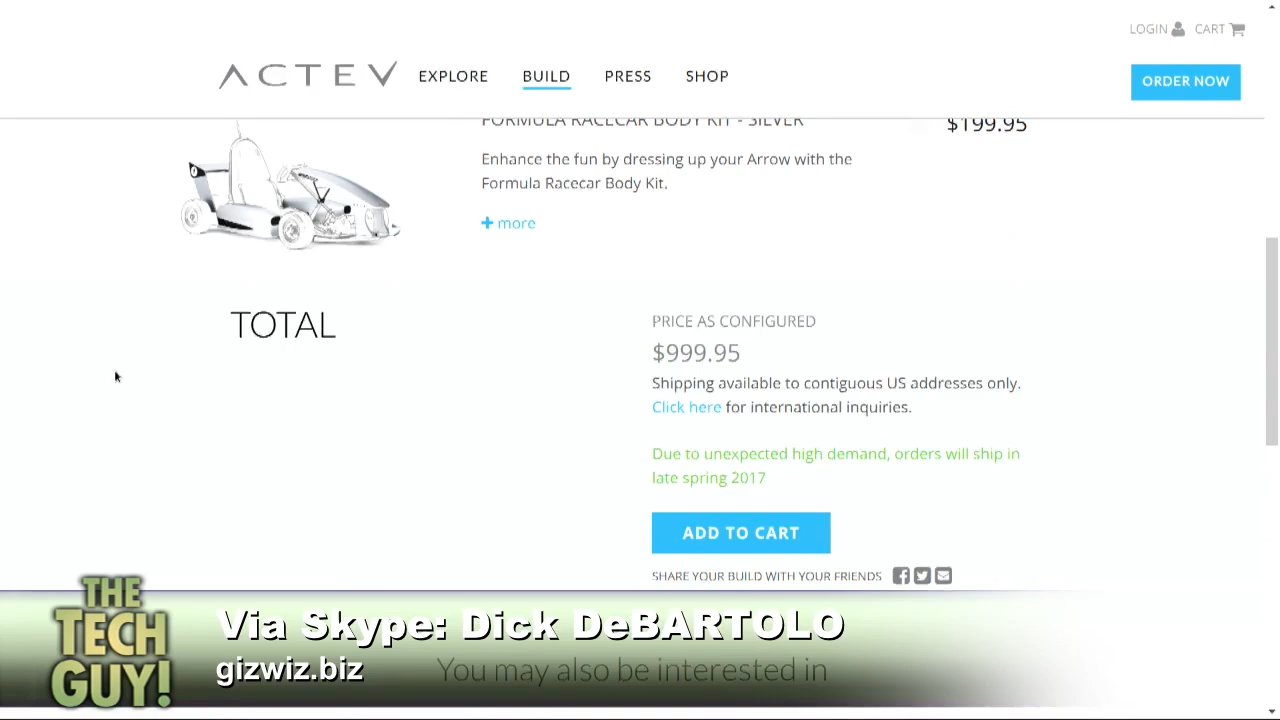 LOGIN CART
ACTEV EXPLORE BUILD PRESS SHOP
ORDER NOW
FORMULA RACECAR BODY KIT - SILVER
$199.95
Enhance the fun by dressing up your Arrow with the
Formula Racecar Body Kit.
+ more
TOTAL
PRICE AS CONFIGURED
$999.95
Shipping available to contiguous US addresses only.
Click here for international inquiries.
Due to unexpected high demand, orders will ship in
late spring 2017
ADD TO CART
SHARE YOUR BUILD WITH YOUR FRIENDS
THE
TECH
GUY!
Via Skype: Dick DeBARTOLO
gizwiz.biz
You may also be interested in